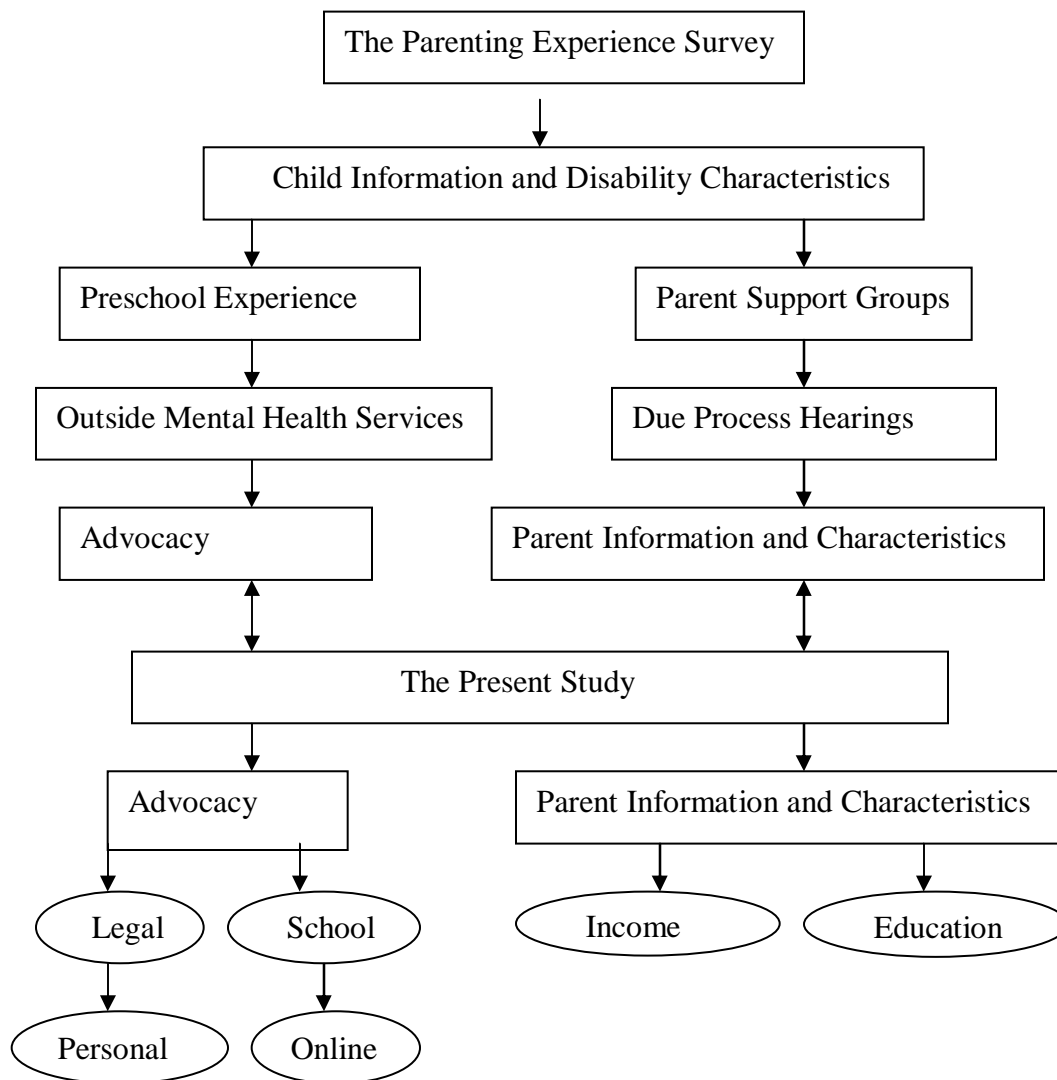 The Parenting Experience Survey
Child Information and Disability Characteristics
Preschool Experience
Parent Support Groups
Outside Mental Health Services
Due Process Hearings
Advocacy
Parent Information and Characteristics
The Present Study
Advocacy
Parent Information and Characteristics
Legal
School
Income
Education
Personal
Online